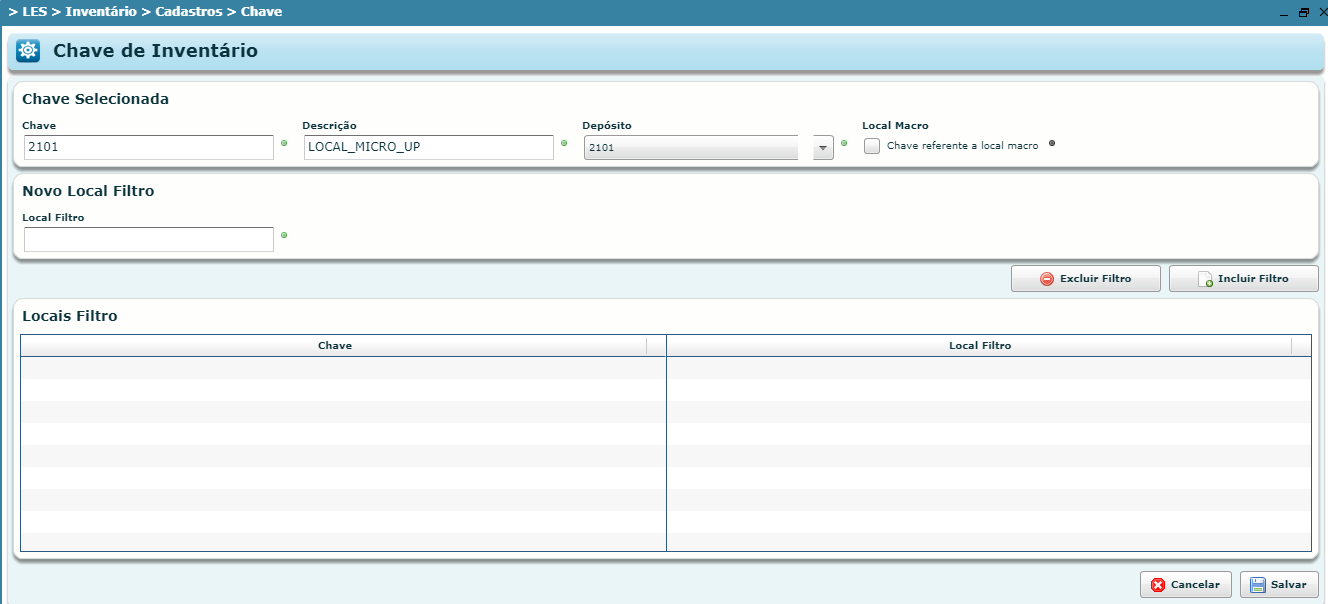 > LES > Inventário > Cadastros > Chave
Chave de Inventário
Chave Selecionada
Chave Descrição Depósito Local Macro
2101 LOCAL_MICRO_UP 2101 Chave referente a local macro
Novo Local Filtro
Local Filtro
Excluir Filtro Incluir Filtro
Locais Filtro
Chave Local Filtro
Cancelar Salvar